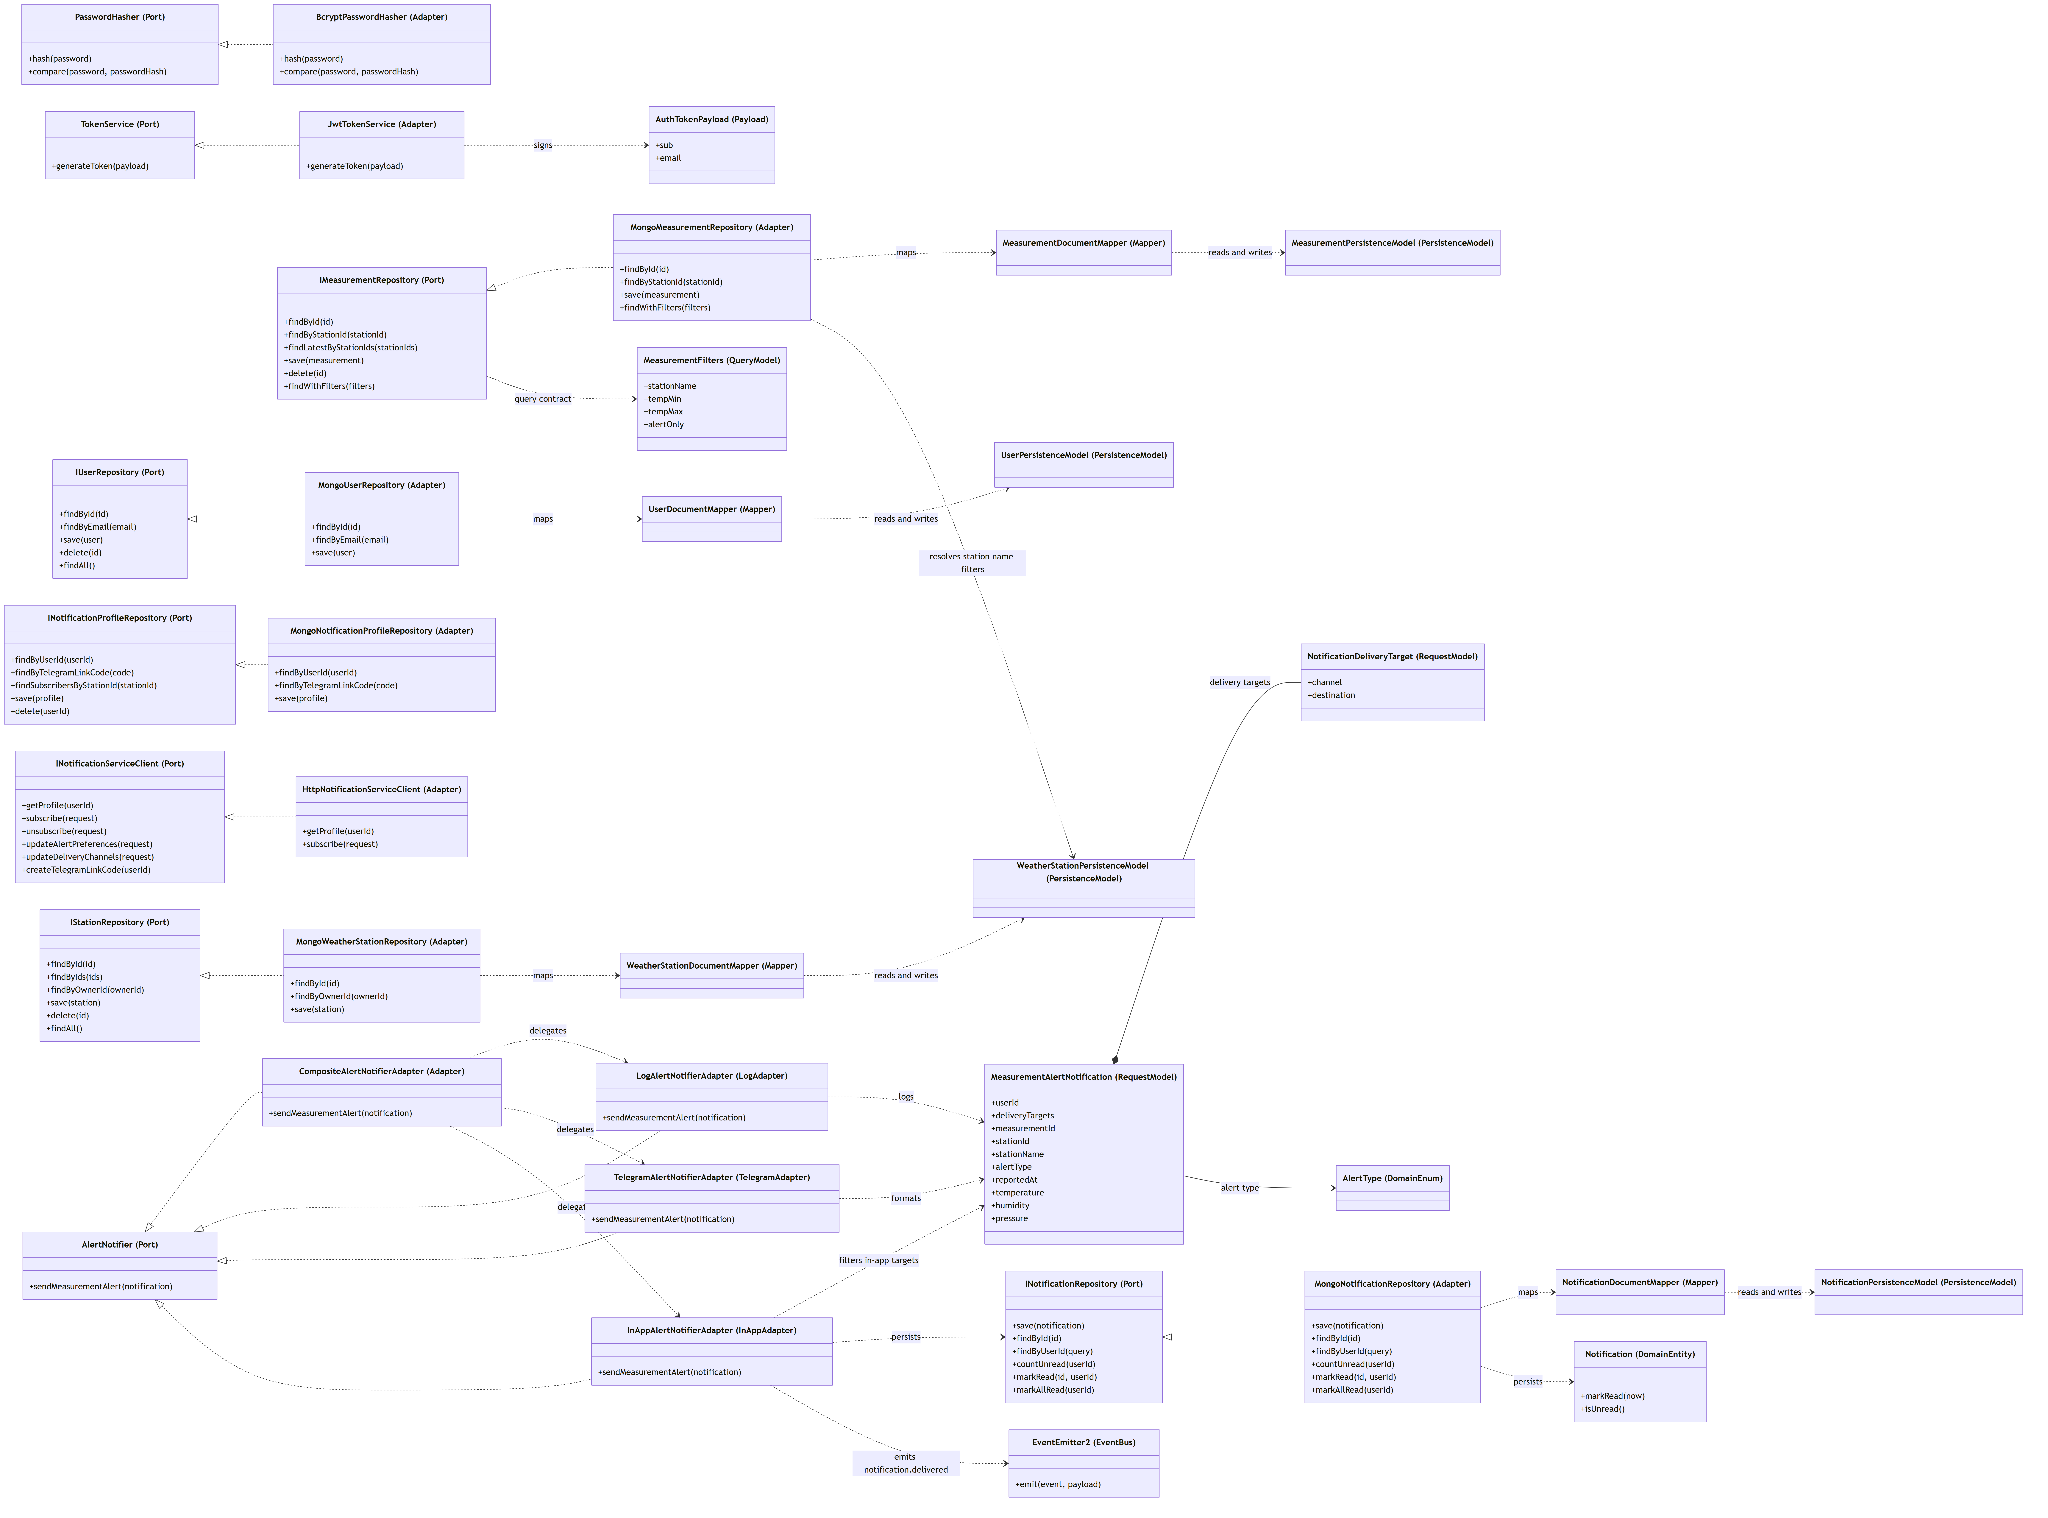 PasswordHasher (Port)
+hash(password)
+compare(password, passwordHash)
BcryptPasswordHasher (Adapter)
+hash(password)
+compare(password, passwordHash)
TokenService (Port)
+generateToken(payload)
JwtTokenService (Adapter)
+generateToken(payload)
signs
AuthTokenPayload (Payload)
+sub
+email
MongoMeasurementRepository (Adapter)
+findById(id)
+findByStationId(stationId)
+save(measurement)
+findWithFilters(filters)
maps
MeasurementDocumentMapper (Mapper)
reads and writes
MeasurementPersistenceModel (PersistenceModel)
IMeasurementRepository (Port)
+findById(id)
+findByStationId(stationId)
+findLatestByStationIds(stationIds)
+save(measurement)
+delete(id)
+findWithFilters(filters)
query contract
MeasurementFilters (QueryModel)
+stationName
+tempMin
+tempMax
+alertOnly
IUserRepository (Port)
+findById(id)
+findByEmail(email)
+save(user)
+delete(id)
+findAll()
MongoUserRepository (Adapter)
+findById(id)
+findByEmail(email)
+save(user)
maps
UserDocumentMapper (Mapper)
reads and writes
UserPersistenceModel (PersistenceModel)
resolves station name
filters
INotificationProfileRepository (Port)
+findByUserId(userId)
+findByTelegramLinkCode(code)
+findSubscribersByStationId(stationId)
+save(profile)
+delete(userId)
MongoNotificationProfileRepository (Adapter)
+findByUserId(userId)
+findByTelegramLinkCode(code)
+save(profile)
delivery targets
NotificationDeliveryTarget (RequestModel)
+channel
+destination
INotificationServiceClient (Port)
+getProfile(userId)
+subscribe(request)
+unsubscribe(request)
+updateAlertPreferences(request)
+updateDeliveryChannels(request)
+createTelegramLinkCode(userId)
HttpNotificationServiceClient (Adapter)
+getProfile(userId)
+subscribe(request)
WeatherStationPersistenceModel
(PersistenceModel)
IStationRepository (Port)
+findById(id)
+findByIds(ids)
+findByOwnerId(ownerId)
+save(station)
+delete(id)
+findAll()
MongoWeatherStationRepository (Adapter)
+findById(id)
+findByOwnerId(ownerId)
+save(station)
maps
WeatherStationDocumentMapper (Mapper)
reads and writes
CompositeAlertNotifierAdapter (Adapter)
+sendMeasurementAlert(notification)
delegates
delegates
LogAlertNotifierAdapter (LogAdapter)
+sendMeasurementAlert(notification)
logs
TelegramAlertNotifierAdapter (TelegramAdapter)
+sendMeasurementAlert(notification)
formats
MeasurementAlertNotification (RequestModel)
+userId
+deliveryTargets
+measurementId
+stationId
+stationName
+alertType
+reportedAt
+temperature
+humidity
+pressure
alert type
AlertType (DomainEnum)
AlertNotifier (Port)
+sendMeasurementAlert(notification)
filters in-app targets
InAppAlertNotifierAdapter (InAppAdapter)
+sendMeasurementAlert(notification)
persists
INotificationRepository (Port)
+save(notification)
+findById(id)
+findByUserId(query)
+countUnread(userId)
+markRead(id, userId)
+markAllRead(userId)
MongoNotificationRepository (Adapter)
+save(notification)
+findById(id)
+findByUserId(query)
+countUnread(userId)
+markRead(id, userId)
+markAllRead(userId)
maps
NotificationDocumentMapper (Mapper)
reads and writes
NotificationPersistenceModel (PersistenceModel)
persists
Notification (DomainEntity)
+markRead(now)
+isUnread()
emits
notification.delivered
EventEmitter2 (EventBus)
+emit(event, payload)